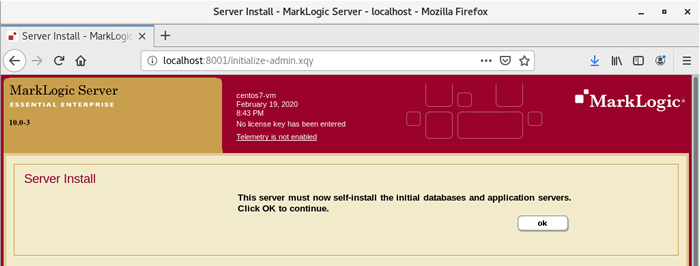 Server Install - MarkLogic Server - localhost - Mozilla Firefox
Server Install - MarkLogic
localhost:8001/initialize-admin.xqy
MarkLogic Server
ESSENTIAL ENTERPRISE
10.0-3
centos7-vm
February 19, 2020
8:43 PM
No license key has been entered
Telemetry is not enabled
MarkLogic
Server Install
This server must now self-install the initial databases and application servers.
Click OK to continue.
ok